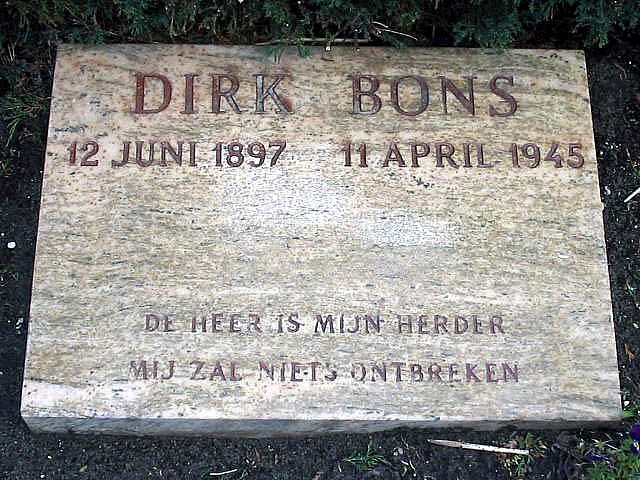 DIRK BONS
12 JUNI 1897 11 APRIL 1945
DE HEER IS MIJN HERDER
MIJ ZAL NIETS ONTBREKEN